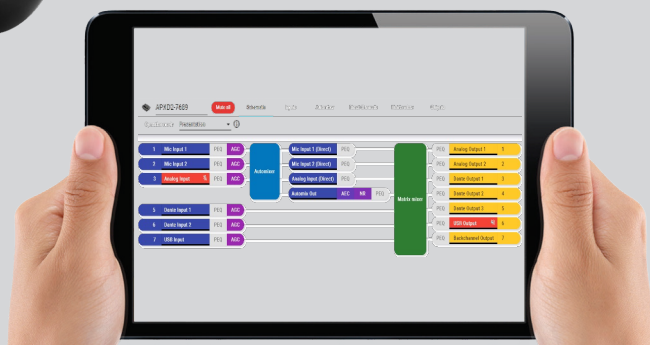 Mute all Schematic
Presentation
1 Mic Input 1 PEQ AGC Mic Input 1 (Direct) PEQ PEQ Analog Output 1 1
2 Mic Input 2 PEQ AGC Mic Input 2 (Direct) PEQ PEQ Analog Output 2 2
3 Analog Input PEQ AGC Automixer Analog Input (Direct) PEQ PEQ Dante Output 1 3
Automix Out AEC NR PEQ Matrix mixer PEQ Dante Output 2 4
5 Dante Input 1 PEQ AGC PEQ Dante Output 3 5
6 Dante Input 2 PEQ AGC PEQ USB Output 6
7 USB Input PEQ AGC PEQ Backchannel Output 7